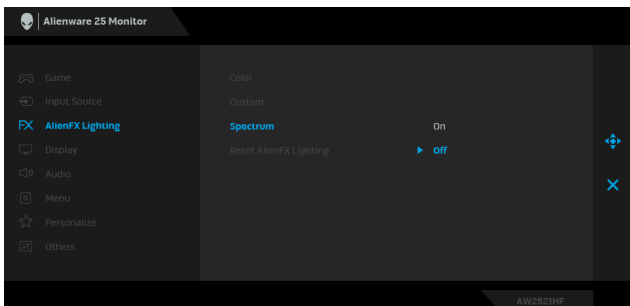 Alienware 25 Monitor
Game
Input Source
FX AlienFX Lighting
Display
Audio
Menu
Personalize
Others
Color
Custom
Spectrum On
Reset AlienFX Lighting Off
AW2521HF